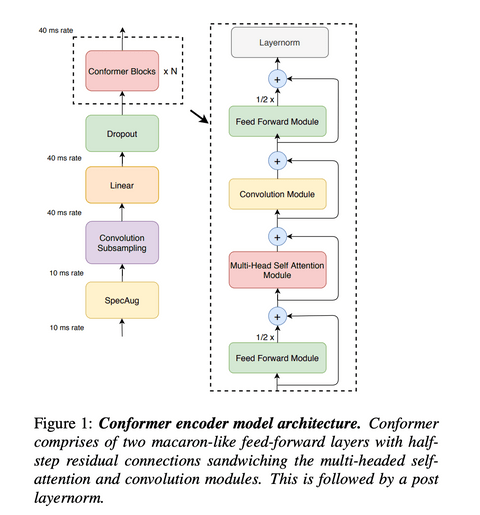 40 ms rate
Conformer Blocks
x N
Dropout
40 ms rate
Linear
40 ms rate
Convolution
Subsampling
10 ms rate
SpecAug
10 ms rate
Layernorm
+
1/2 x
Feed Forward Module
+
Convolution Module
+
Multi-Head Self Attention
Module
+
1/2 x
Feed Forward Module
Figure 1: Conformer encoder model architecture. Conformer
comprises of two macaron-like feed-forward layers with half-
step residual connections sandwiching the multi-headed self-
attention and convolution modules. This is followed by a post
layernorm.